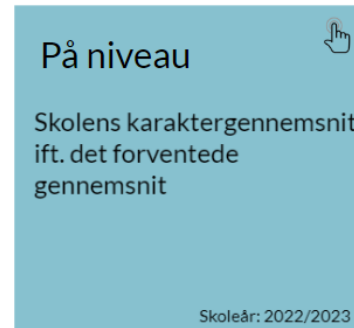 På niveau
Skolens karaktergennemsnit
ift. det forventede
gennemsnit
Skoleår: 2022/2023